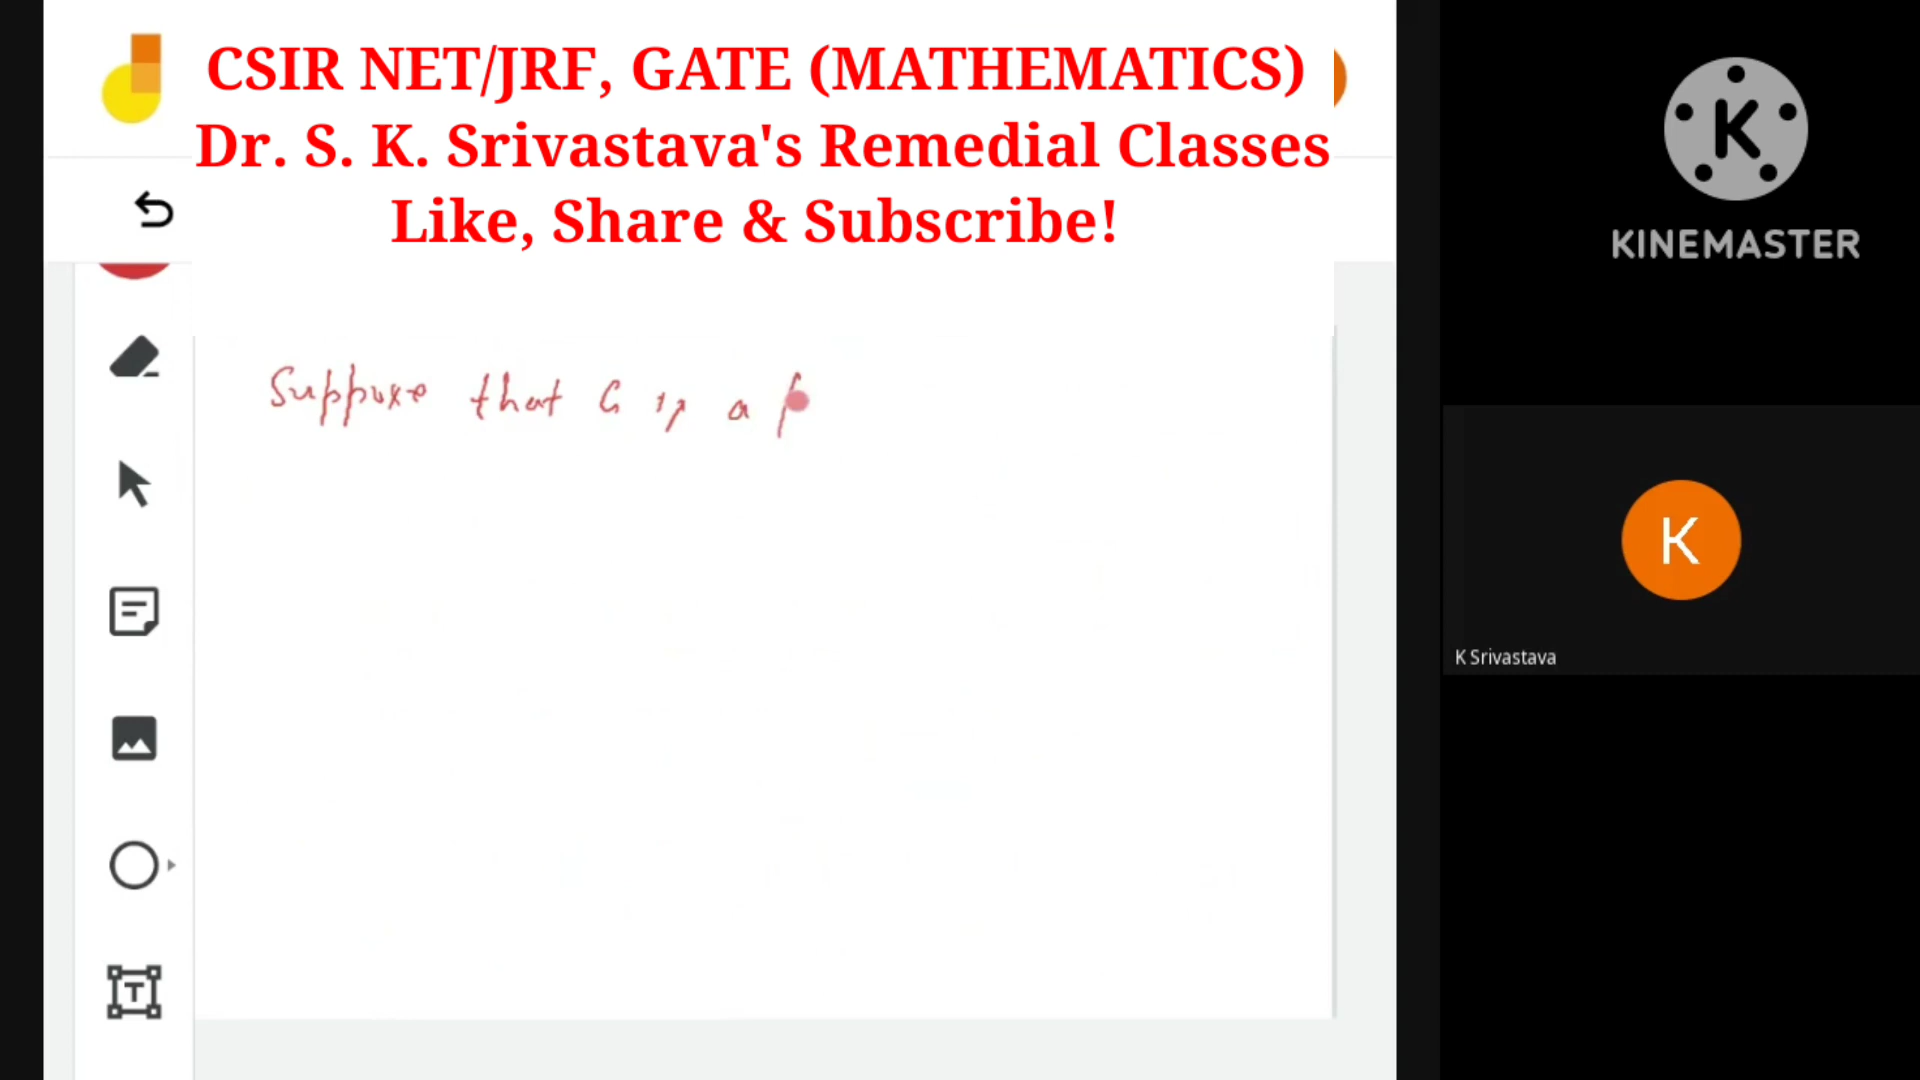 CSIR NET/JRF, GATE (MATHEMATICS)
Dr. S. K. Srivastava's Remedial Classes
Like, Share & Subscribe!
K
KINEMASTER
Suppose that G is a f
K
K Srivastava
T